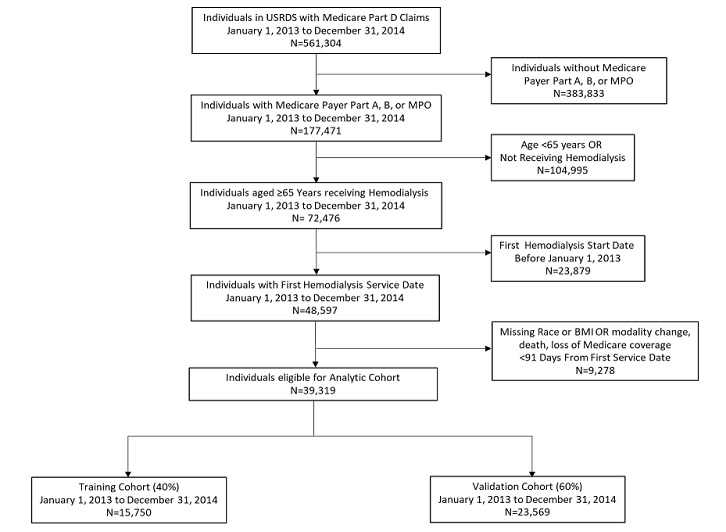 Individuals in USRDS with Medicare Part D Claims
January 1, 2013 to December 31, 2014
N=561,304
Individuals without Medicare
Payer Part A, B, or MPO
N=383,833
Individuals with Medicare Payer Part A, B, or MPO
January 1, 2013 to December 31, 2014
N=177,471
Age <65 years OR
Not Receiving Hemodialysis
N=104,995
Individuals aged ≥65 Years receiving Hemodialysis
January 1, 2013 to December 31, 2014
N= 72,476
First Hemodialysis Start Date
Before January 1, 2013
N=23,879
Individuals with First Hemodialysis Service Date
January 1, 2013 to December 31, 2014
N=48,597
Missing Race or BMI OR modality change,
death, loss of Medicare coverage
<91 Days From First Service Date
N=9,278
Individuals eligible for Analytic Cohort
N=39,319
Training Cohort (40%)
January 1, 2013 to December 31, 2014
N=15,750
Validation Cohort (60%)
January 1, 2013 to December 31, 2014
N=23,569